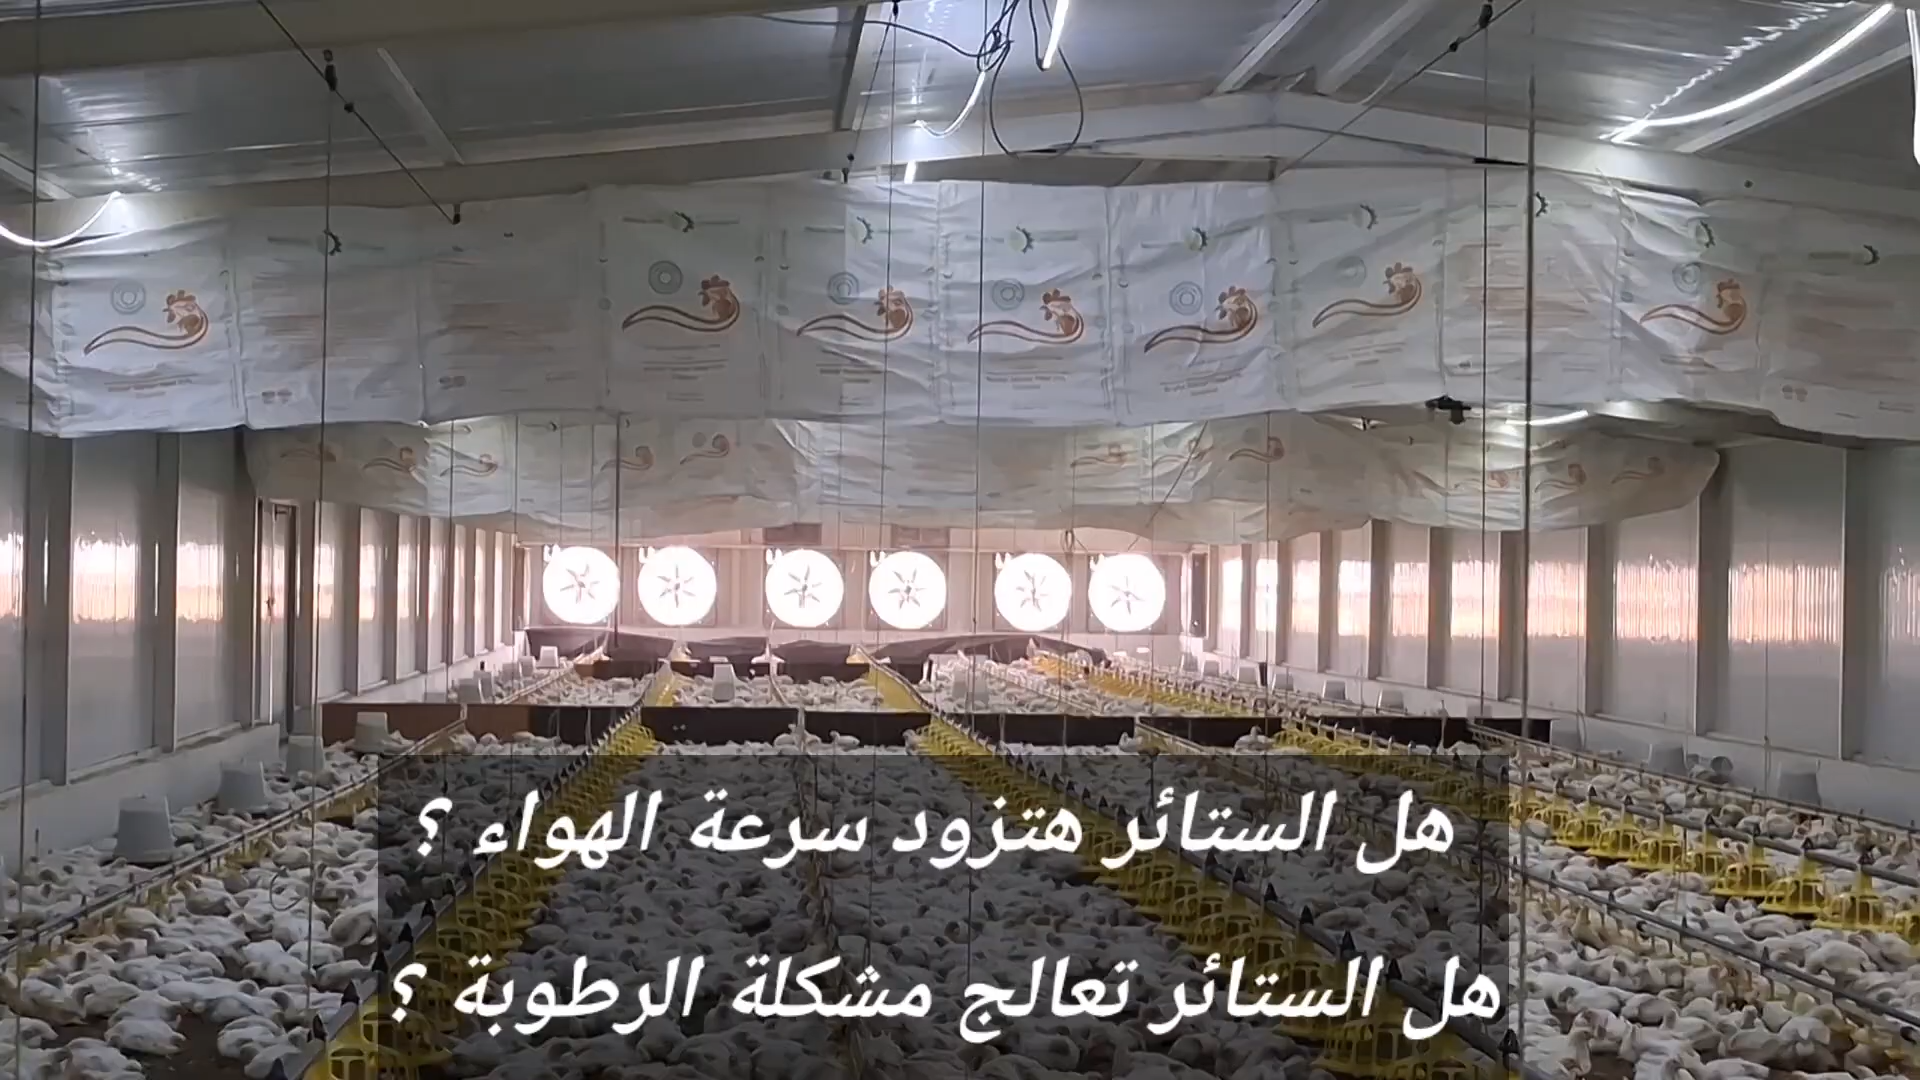 هل الستائر هتزود سرعة الهواء ؟
هل الستائر تعالج مشكلة الرطوبة ؟